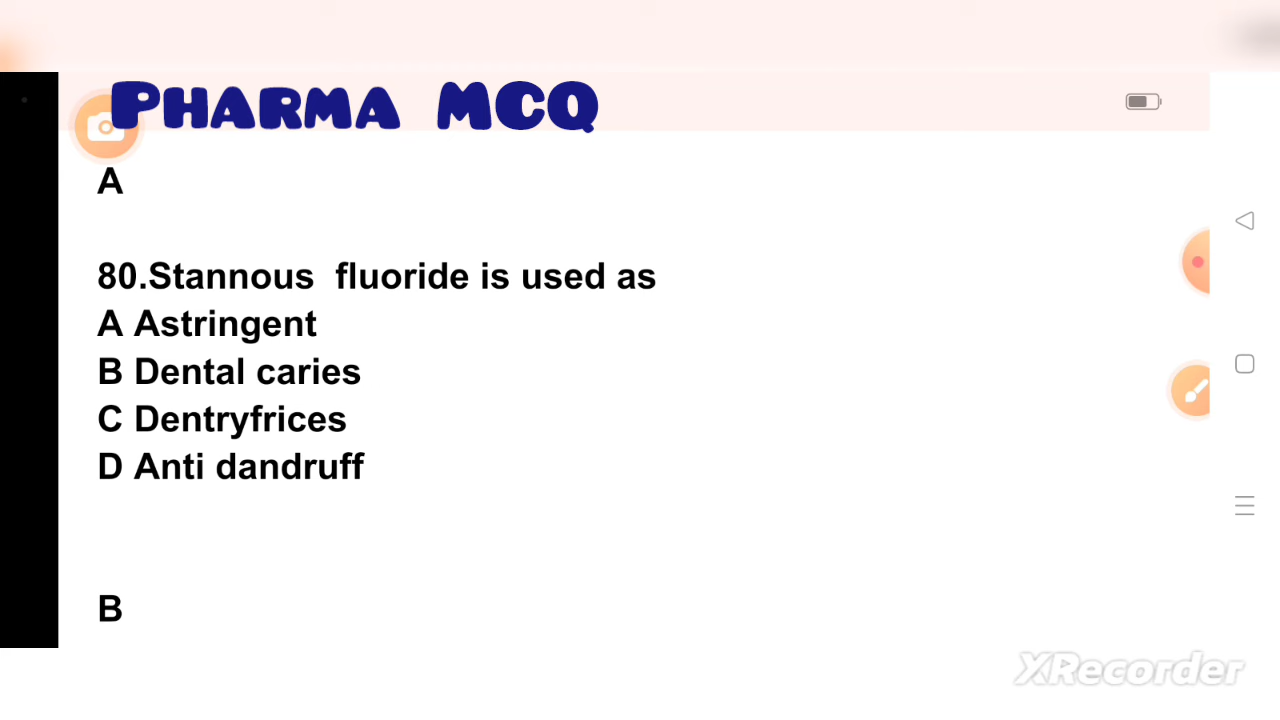 PHARMA MCQ
A
80.Stannous fluoride is used as
A Astringent
B Dental caries
C Dentryfrices
D Anti dandruff
B
XRecorder